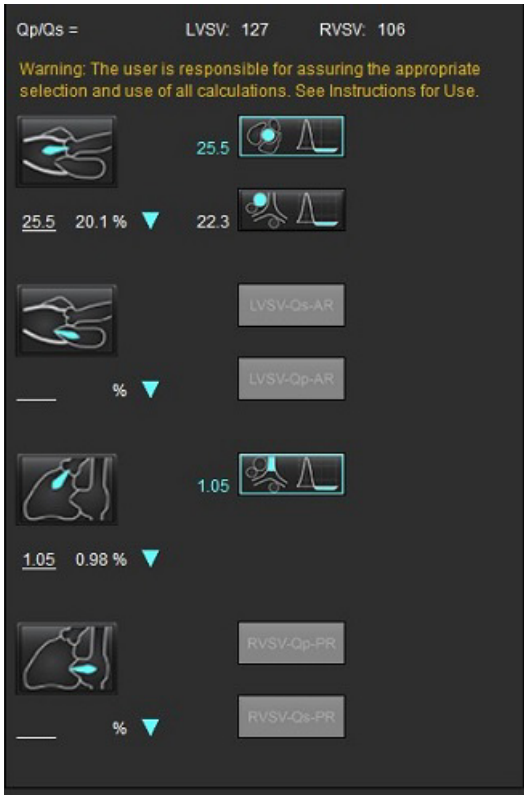 Qp/Qs = LVSV: 127 RVSV: 106
Warning: The user is responsible for assuring the appropriate
selection and use of all calculations. See Instructions for Use.
25.5
25.5 20.1 % 22.3
LVSV-Qs-AR
LVSV-Qp-AR
%
1.05
1.05 0.98 %
RVSV-Qp-PR
RVSV-Qs-PR
%